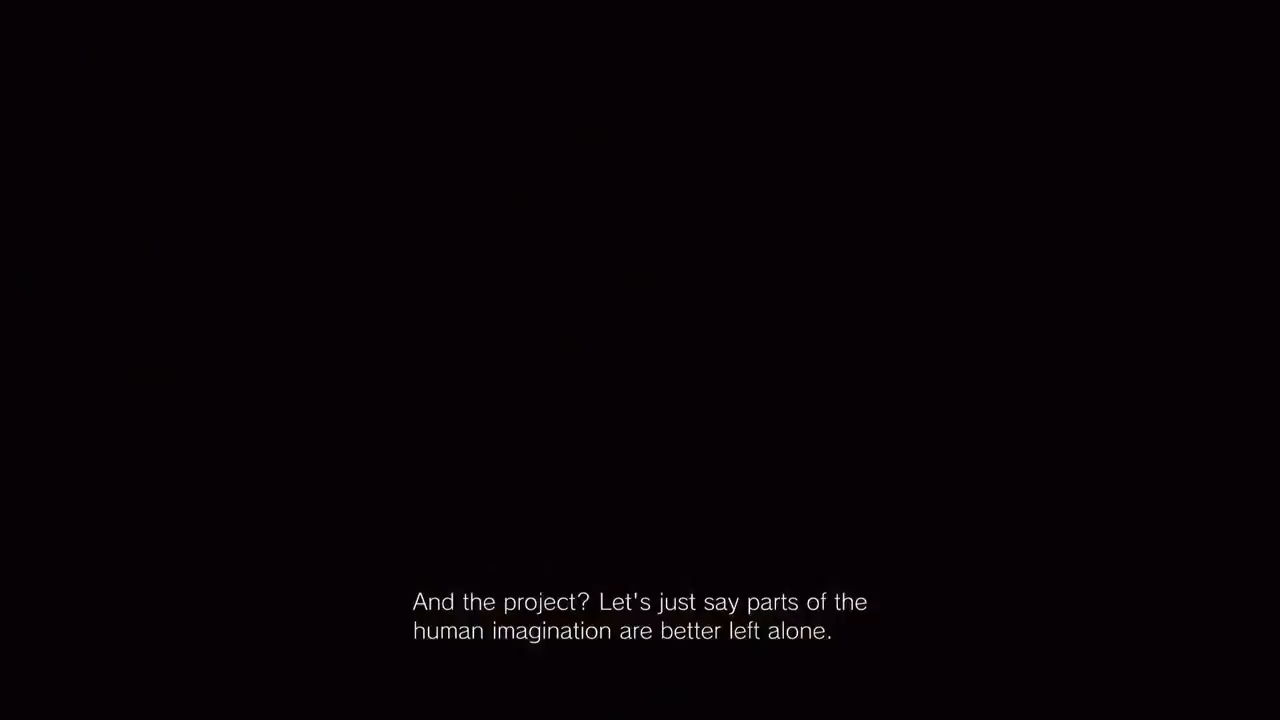 And the project? Let's just say parts of the
human imagination are better left alone.